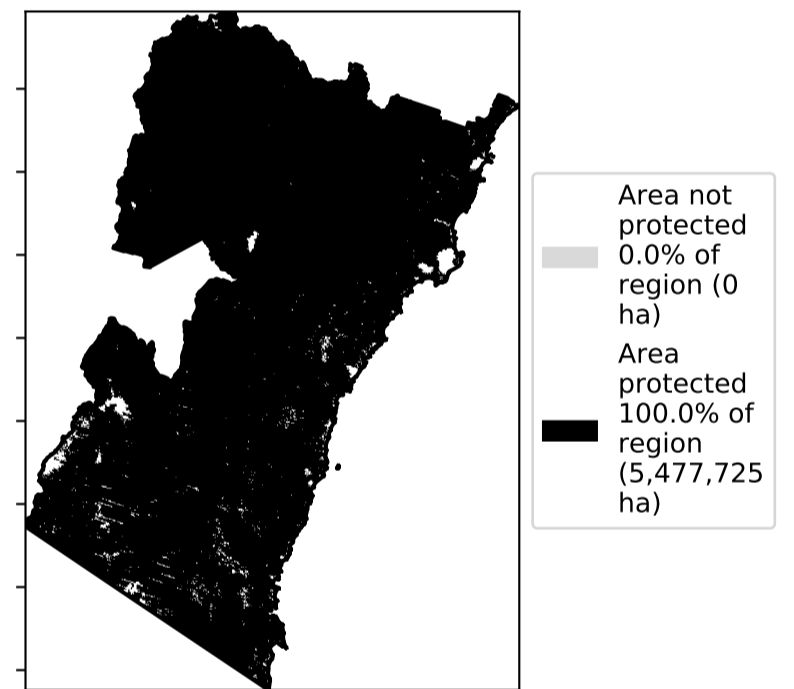 Area not
protected
0.0% of
region (0
ha)
Area
protected
100.0% of
region
(5,477,725
ha)